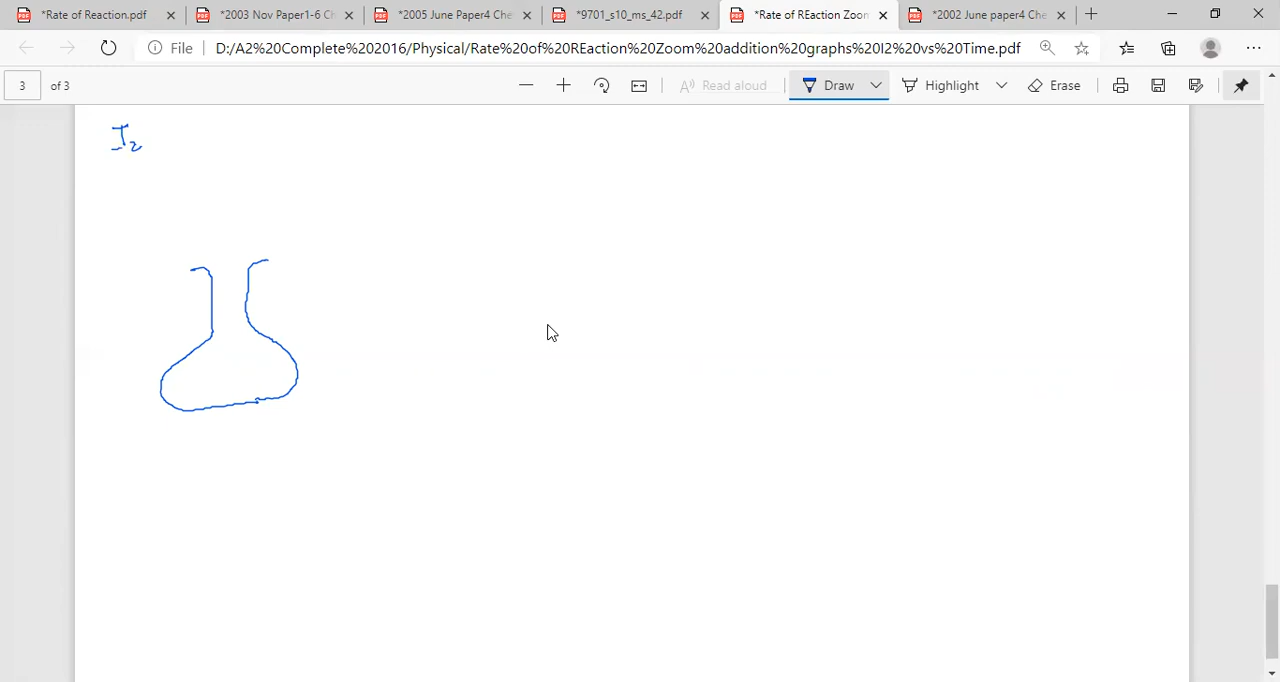 *Rate of Reaction.pdf
*2003 Nov Paper1-6 Ch
*2005 June Paper4 Che
*9701_s10_ms_42.pdf
*Rate of REaction Zoom
*2002 June paper4 Che
File
D:/A2%20Complete%202016/Physical/Rate%20of%20REaction%20Zoom%20addition%20graphs%20I2%20vs%20Time.pdf
3 of 3
Read aloud
Draw
Highlight
Erase
I₂